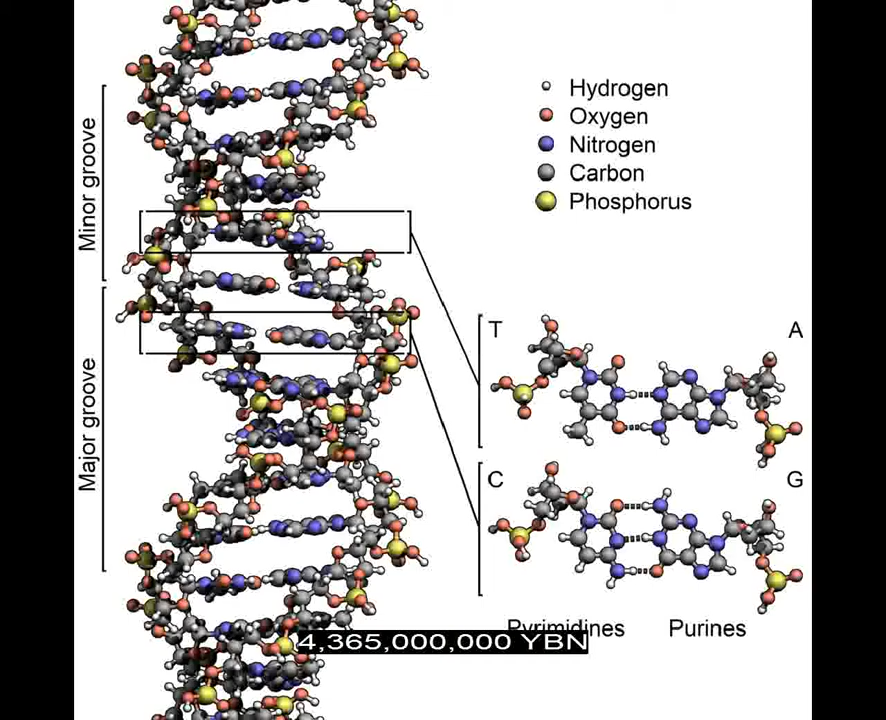 Hydrogen
Oxygen
Nitrogen
Carbon
Phosphorus
Minor groove
Major groove
T A
C G
Pyrimidines Purines
4,365,000,000 YBN